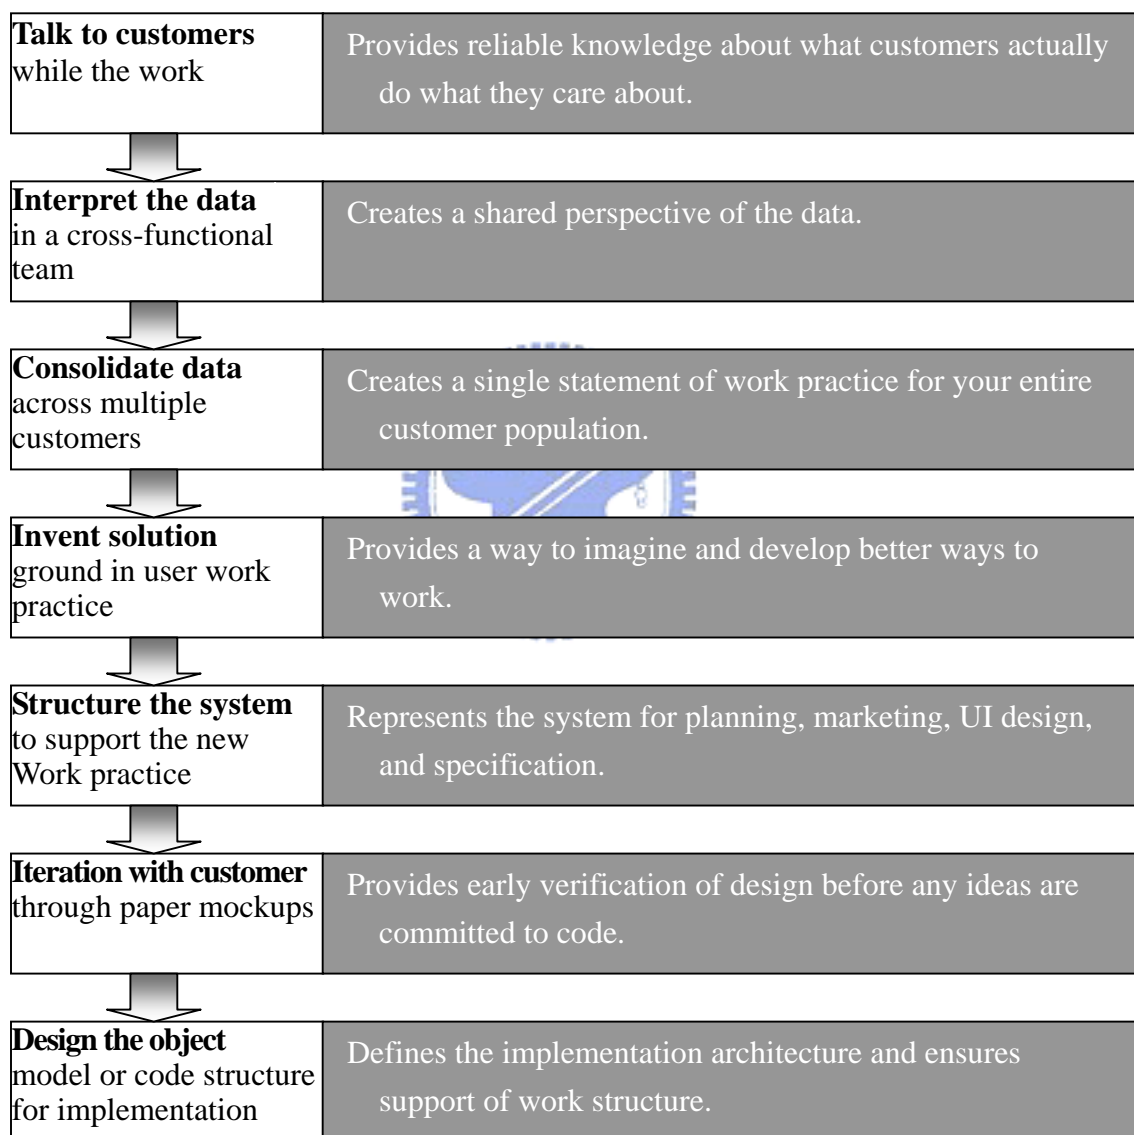 Talk to customers
while the work
Provides reliable knowledge about what customers actually
do what they care about.
Interpret the data
in a cross-functional
team
Creates a shared perspective of the data.
Consolidate data
across multiple
customers
Creates a single statement of work practice for your entire
customer population.
Invent solution
ground in user work
practice
Provides a way to imagine and develop better ways to
work.
Structure the system
to support the new
Work practice
Represents the system for planning, marketing, UI design,
and specification.
Iteration with customer
through paper mockups
Provides early verification of design before any ideas are
committed to code.
Design the object
model or code structure
for implementation
Defines the implementation architecture and ensures
support of work structure.